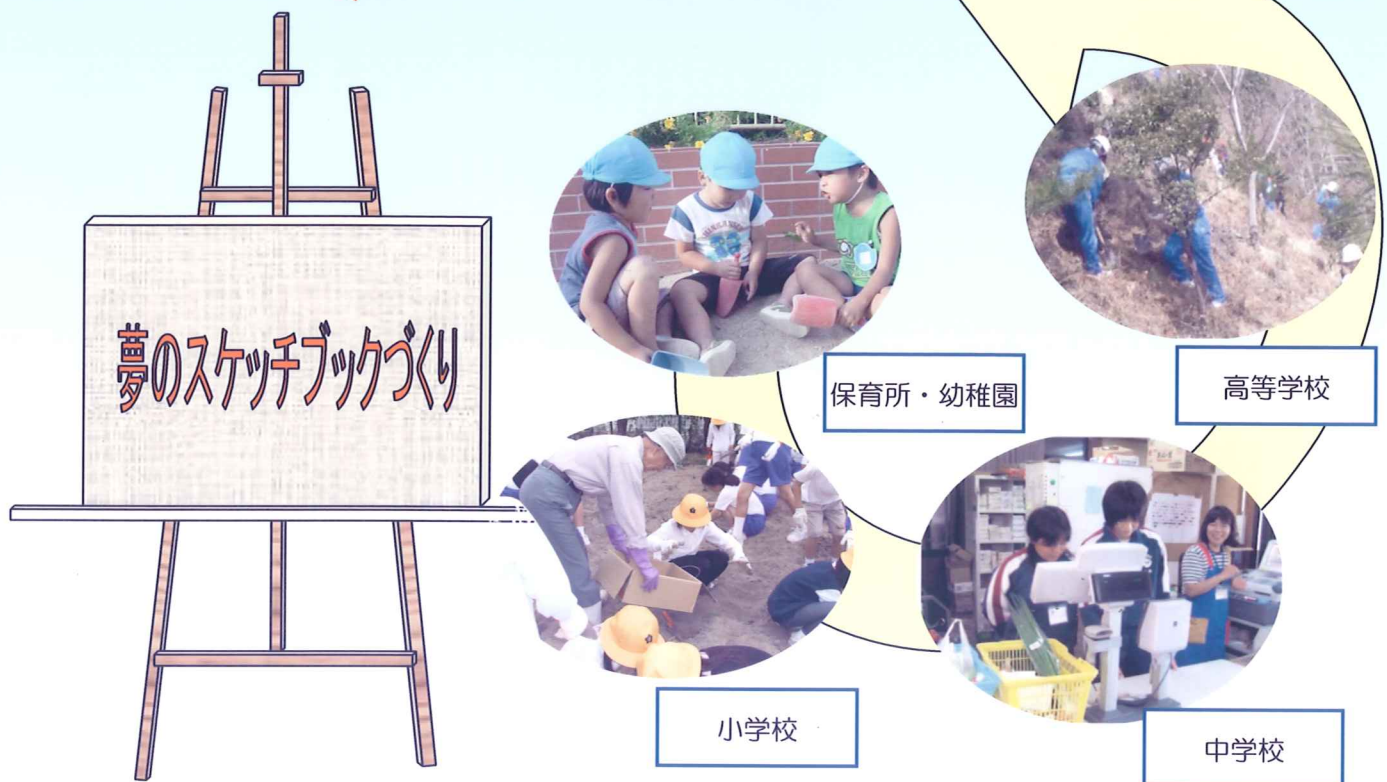 夢のスケッチブックづくり
保育所・幼稚園
高等学校
小学校
中学校